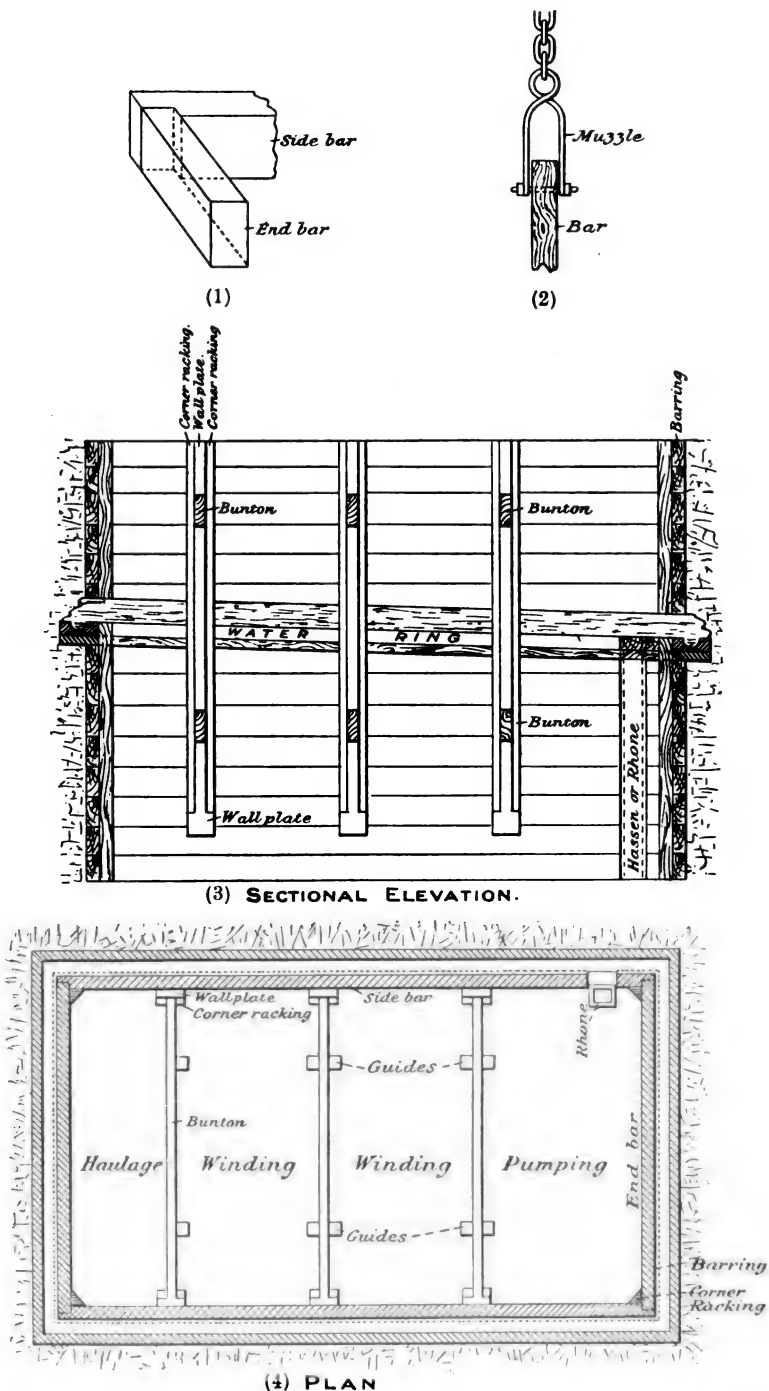 Side bar
End bar
(1)
Muzzle
Bar
(2)
Corner racking.
Wall plate.
Corner racking
Barring
Bunton
Bunton
WATER RING
Bunton
Wall plate
Hassen or Rhone
(3) SECTIONAL ELEVATION.
Wallplate
Corner racking
Side bar
Rhone
Guides
Bunton
Haulage
Winding
Winding
Pumping
End bar
Guides
Barring
Corner
Racking
(4) PLAN